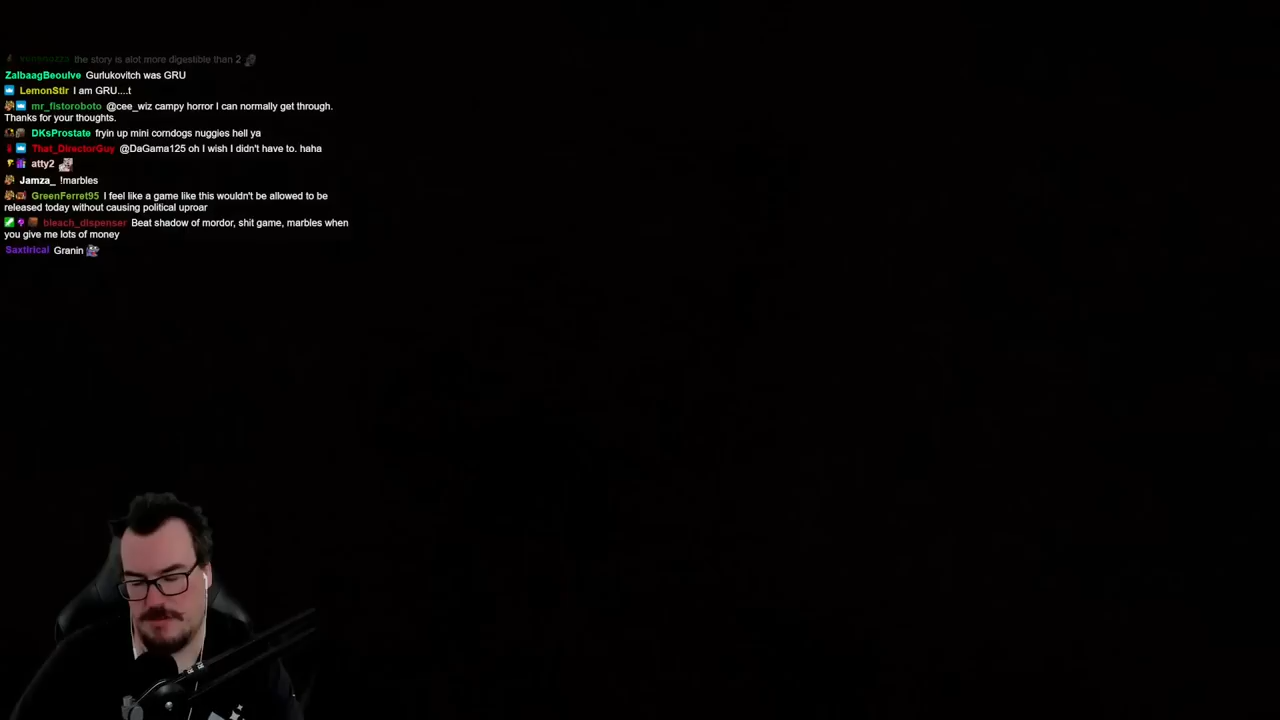 the story is alot more digestible than 2
ZalbaagBeoulve Gurlukovitch was GRU
LemonStir I am GRU....t
mr_fistoroboto @cee_wiz campy horror I can normally get through.
Thanks for your thoughts.
DKsProstate fryin up mini corndogs nuggies hell ya
That_DirectorGuy @DaGama125 oh I wish I didn't have to. haha
atty2
Jamza_ !marbles
GreenFerret95 I feel like a game like this wouldn't be allowed to be
released today without causing political uproar
bleach_dispenser Beat shadow of mordor, shit game, marbles when
you give me lots of money
Saxtirical Granin